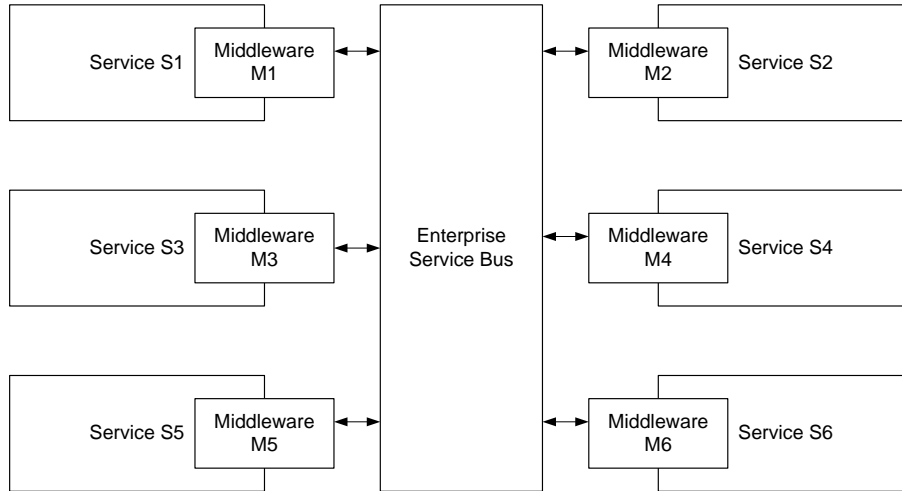 Service S1
Middleware
M1
Middleware
M2
Service S2
Service S3
Middleware
M3
Enterprise
Service Bus
Middleware
M4
Service S4
Service S5
Middleware
M5
Middleware
M6
Service S6